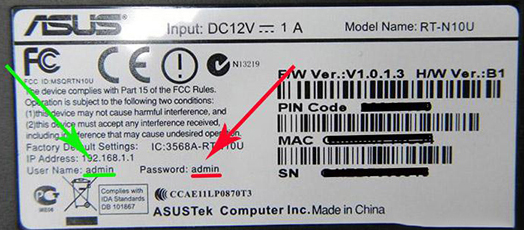 ASUS Input: DC12V 1 A Model Name: RT-N10U
FC CE N13219
FCC ID:MSQRTN10U
The device complies with Part 15 of the FCC Rules.
Operation is subject to the following two conditions:
(1)this device may not cause harmful interference, and
(2)this device must accept any interference received,
including interference that may cause undesired operation.
Factory Default Settings: IC:3568A-RT 10U
IP Address: 192.168.1.1
User Name: admin Password: admin
F/W Ver.:V1.0.1.3 H/W Ver.:B1
PIN Code
MAC
SN
Complies with
IDA Standards
DB 101867
CCAE11LP0870T3
ASUSTek Computer Inc. Made in China